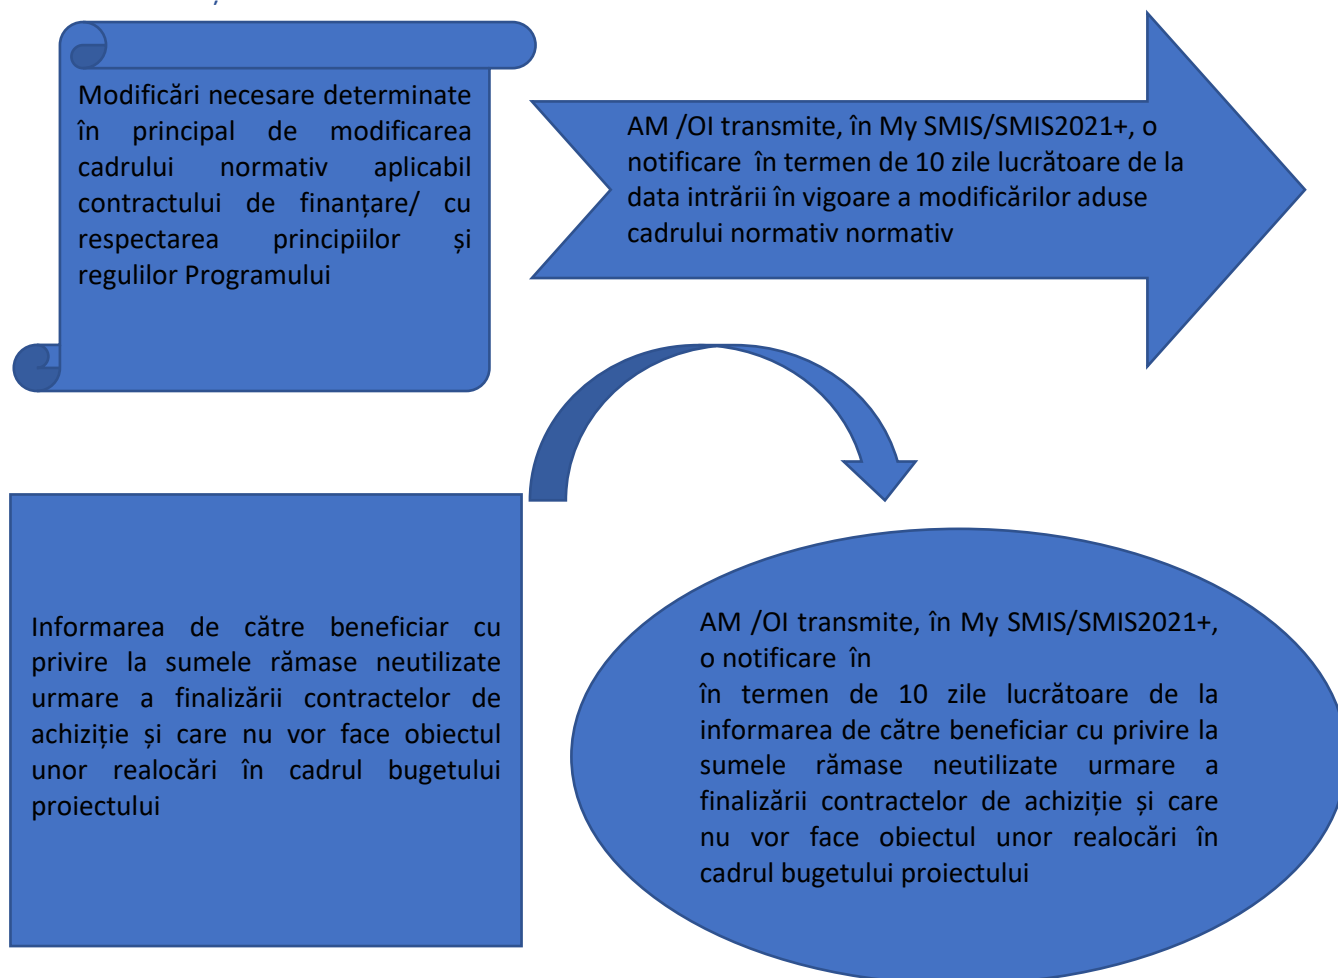 Modificări necesare determinate
în principal de modificarea
cadrului normativ aplicabil
contractului de finanțare/ cu
respectarea principiilor și
regulilor Programului
AM /OI transmite, în My SMIS/SMIS2021+, o
notificare în termen de 10 zile lucrătoare de la
data intrării în vigoare a modificărilor aduse
cadrului normativ normativ
Informarea de către beneficiar cu
privire la sumele rămase neutilizate
urmare a finalizării contractelor de
achiziție și care nu vor face obiectul
unor realocări în cadrul bugetului
proiectului
AM /OI transmite, în My SMIS/SMIS2021+,
o notificare în
în termen de 10 zile lucrătoare de la
informarea de către beneficiar cu privire la
sumele rămase neutilizate urmare a
finalizării contractelor de achiziție și care
nu vor face obiectul unor realocări în
cadrul bugetului proiectului